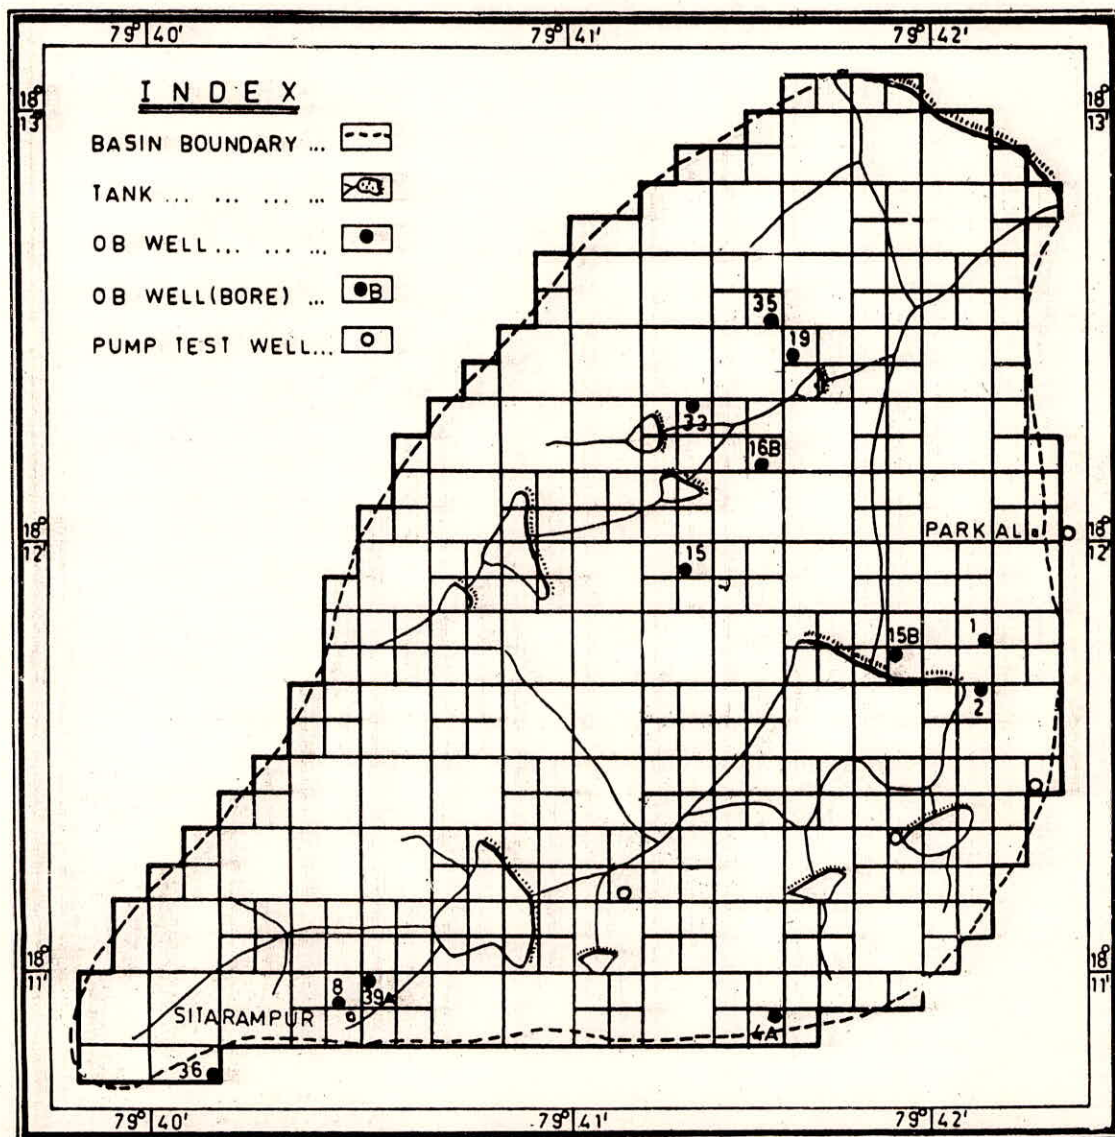 79° 40' 79° 41' 79° 42'
INDEX
18° 13' 18° 13'
BASIN BOUNDARY ...
TANK ... ... ... ...
OB WELL ... ... ...
OB WELL(BORE) ... B
PUMP TEST WELL...
35
19
33
16B
18° 12' PARKAL 18° 12'
15
15B 1
2
18° 11' 18° 11'
8 39A
SITARAMPUR
4A
36
79° 40' 79° 41' 79° 42'